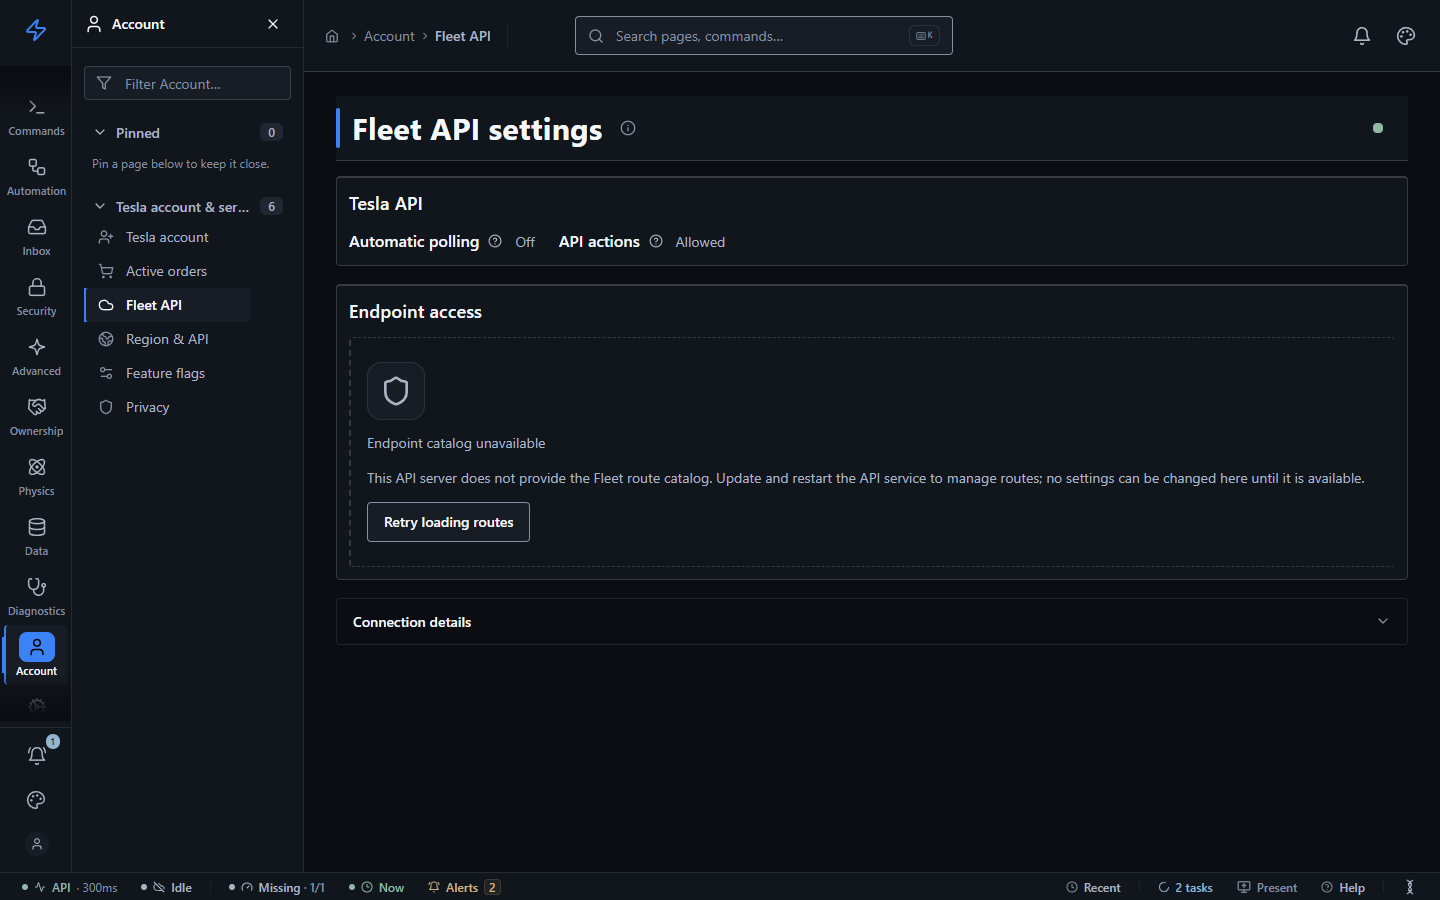 Account
Account
Fleet API
Search pages, commands...
K
Filter Account...
Pinned
0
Pin a page below to keep it close.
Tesla account & ser...
6
Tesla account
Active orders
Fleet API
Region & API
Feature flags
Privacy
Commands
Automation
Inbox
Security
Advanced
Ownership
Physics
Data
Diagnostics
Account
1
Fleet API settings
Tesla API
Automatic polling
Off
API actions
Allowed
Endpoint access
Endpoint catalog unavailable
This API server does not provide the Fleet route catalog. Update and restart the API service to manage routes; no settings can be changed here until it is available.
Retry loading routes
Connection details
API · 300ms
Idle
Missing · 1/1
Now
Alerts 2
Recent
2 tasks
Present
Help